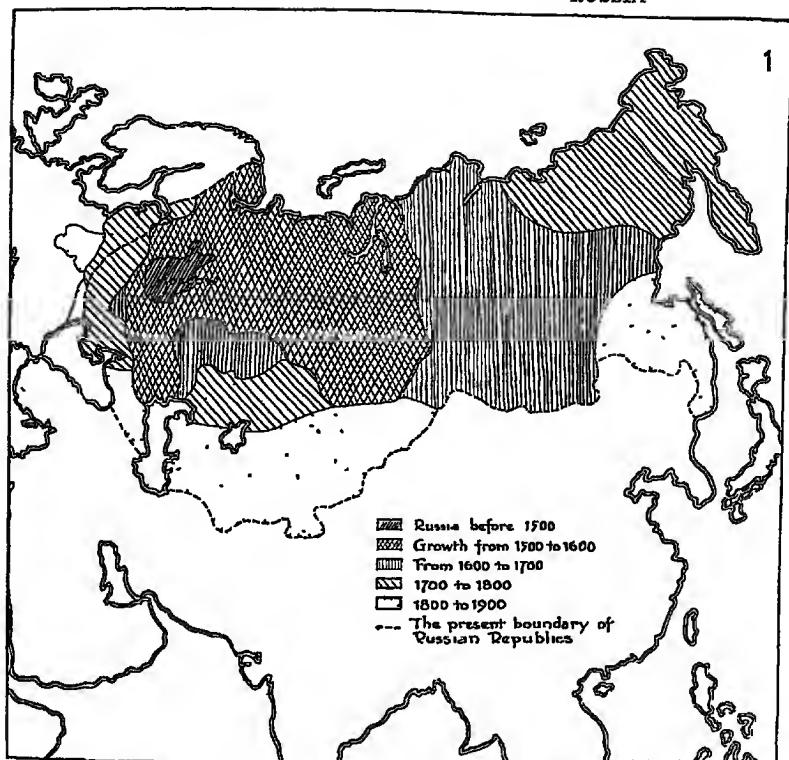 1
Russia before 1500
Growth from 1500 to 1600
From 1600 to 1700
1700 to 1800
1800 to 1900
The present boundary of
Russian Republics